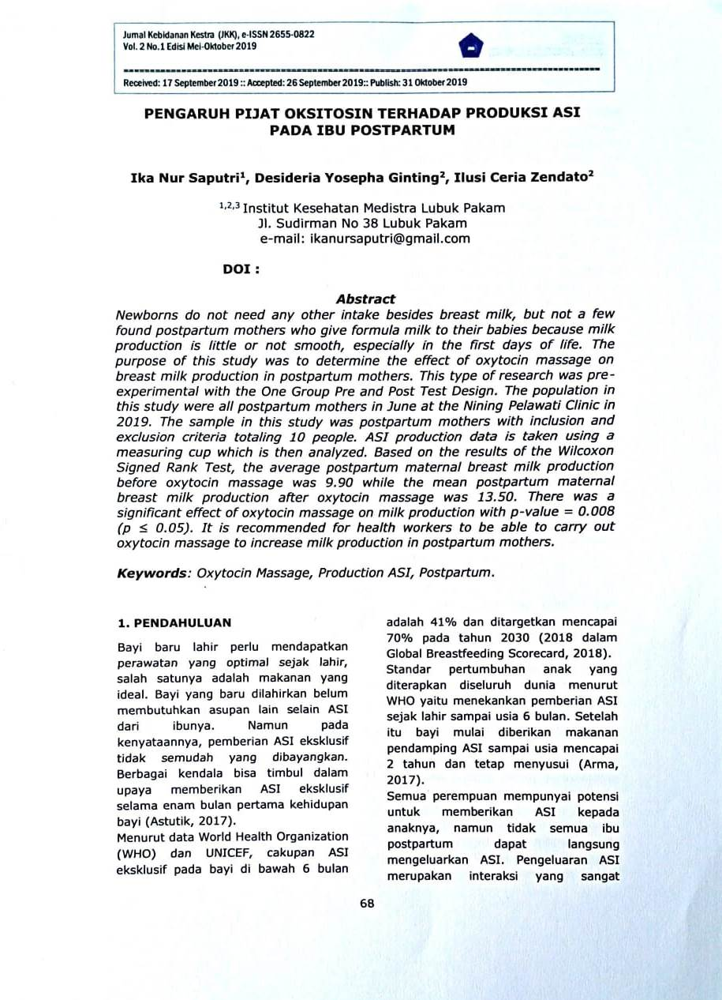 Jurnal Kebidanan Kestra (JKK), e-ISSN 2655-0822
Vol. 2 No.1 Edisi Mei-Oktober 2019
Received: 17 September 2019 :: Accepted: 26 September 2019:: Publish: 31 Oktober 2019
PENGARUH PIJAT OKSITOSIN TERHADAP PRODUKSI ASI
PADA IBU POSTPARTUM
Ika Nur Saputri¹, Desideria Yosepha Ginting², Ilusi Ceria Zendato²
¹,²,³ Institut Kesehatan Medistra Lubuk Pakam
Jl. Sudirman No 38 Lubuk Pakam
e-mail: ikanursaputri@gmail.com
DOI :
Abstract
Newborns do not need any other intake besides breast milk, but not a few
found postpartum mothers who give formula milk to their babies because milk
production is little or not smooth, especially in the first days of life. The
purpose of this study was to determine the effect of oxytocin massage on
breast milk production in postpartum mothers. This type of research was pre-
experimental with the One Group Pre and Post Test Design. The population in
this study were all postpartum mothers in June at the Nining Pelawati Clinic in
2019. The sample in this study was postpartum mothers with inclusion and
exclusion criteria totaling 10 people. ASI production data is taken using a
measuring cup which is then analyzed. Based on the results of the Wilcoxon
Signed Rank Test, the average postpartum maternal breast milk production
before oxytocin massage was 9.90 while the mean postpartum maternal
breast milk production after oxytocin massage was 13.50. There was a
significant effect of oxytocin massage on milk production with p-value = 0.008
(p ≤ 0.05). It is recommended for health workers to be able to carry out
oxytocin massage to increase milk production in postpartum mothers.
Keywords: Oxytocin Massage, Production ASI, Postpartum.
1. PENDAHULUAN
Bayi baru lahir perlu mendapatkan
perawatan yang optimal sejak lahir,
salah satunya adalah makanan yang
ideal. Bayi yang baru dilahirkan belum
membutuhkan asupan lain selain ASI
dari ibunya. Namun pada
kenyataannya, pemberian ASI eksklusif
tidak semudah yang dibayangkan.
Berbagai kendala bisa timbul dalam
upaya memberikan ASI eksklusif
selama enam bulan pertama kehidupan
bayi (Astutik, 2017).
Menurut data World Health Organization
(WHO) dan UNICEF, cakupan ASI
eksklusif pada bayi di bawah 6 bulan
adalah 41% dan ditargetkan mencapai
70% pada tahun 2030 (2018 dalam
Global Breastfeeding Scorecard, 2018).
Standar pertumbuhan anak yang
diterapkan diseluruh dunia menurut
WHO yaitu menekankan pemberian ASI
sejak lahir sampai usia 6 bulan. Setelah
itu bayi mulai diberikan makanan
pendamping ASI sampai usia mencapai
2 tahun dan tetap menyusui (Arma,
2017).
Semua perempuan mempunyai potensi
untuk memberikan ASI kepada
anaknya, namun tidak semua ibu
postpartum dapat langsung
mengeluarkan ASI. Pengeluaran ASI
merupakan interaksi yang sangat
68